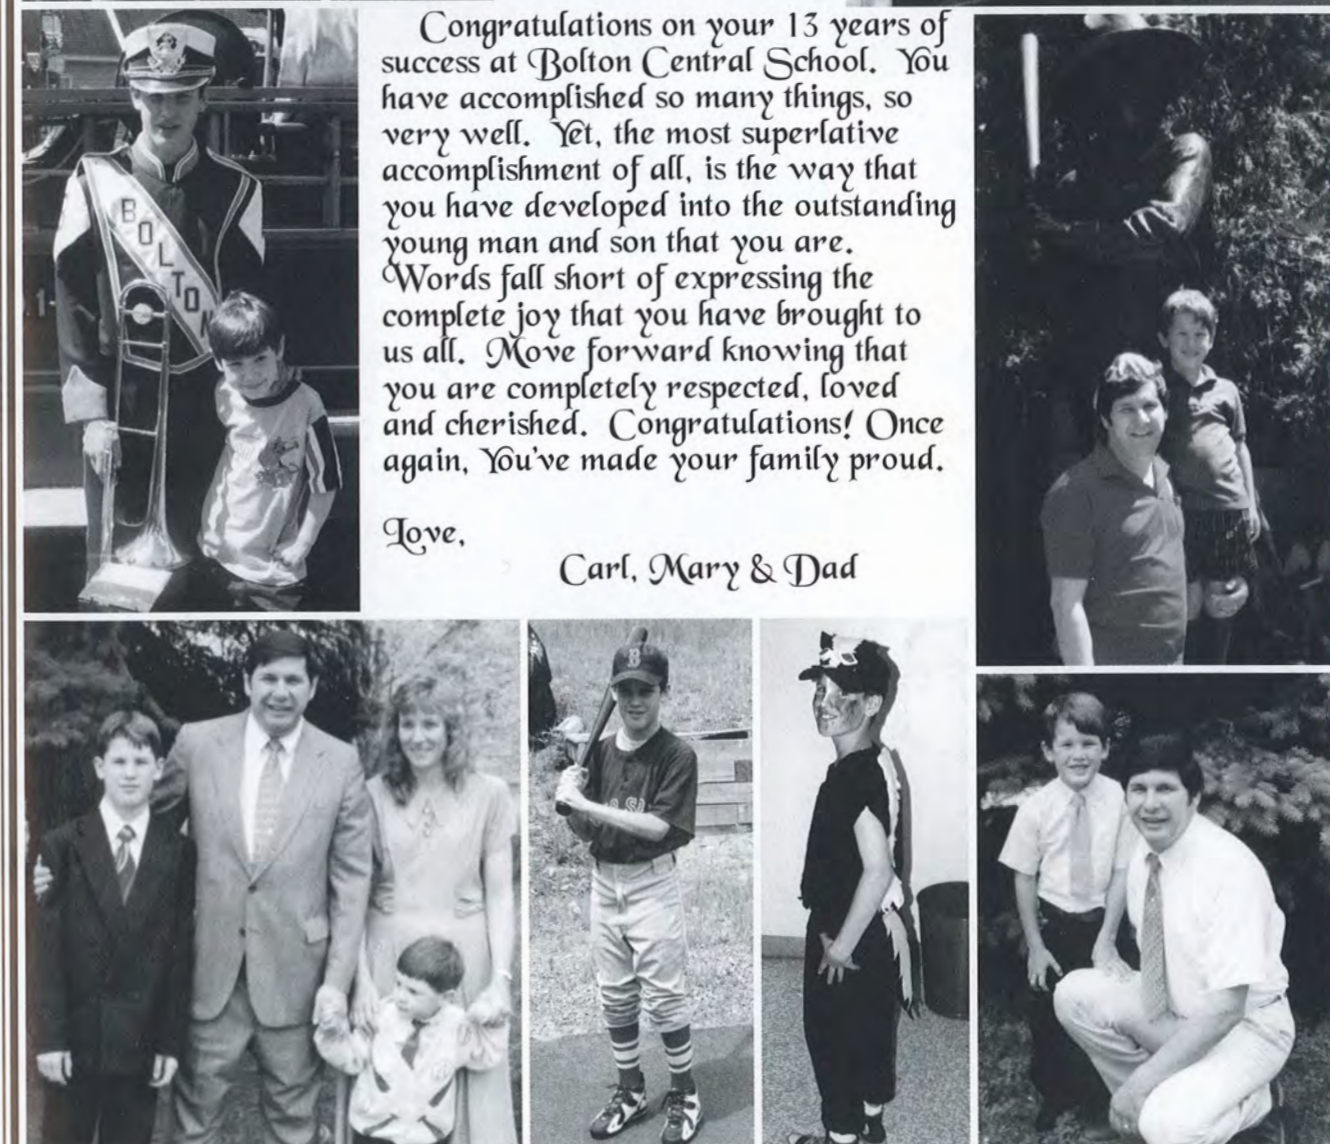 Congratulations on your 13 years of
success at Bolton Central School. You
have accomplished so many things, so
very well. Yet, the most superlative
accomplishment of all, is the way that
you have developed into the outstanding
young man and son that you are.
Words fall short of expressing the
complete joy that you have brought to
us all. Move forward knowing that
you are completely respected, loved
and cherished. Congratulations! Once
again, You've made your family proud.
Love,
Carl, Mary & Dad
BOLTON
B